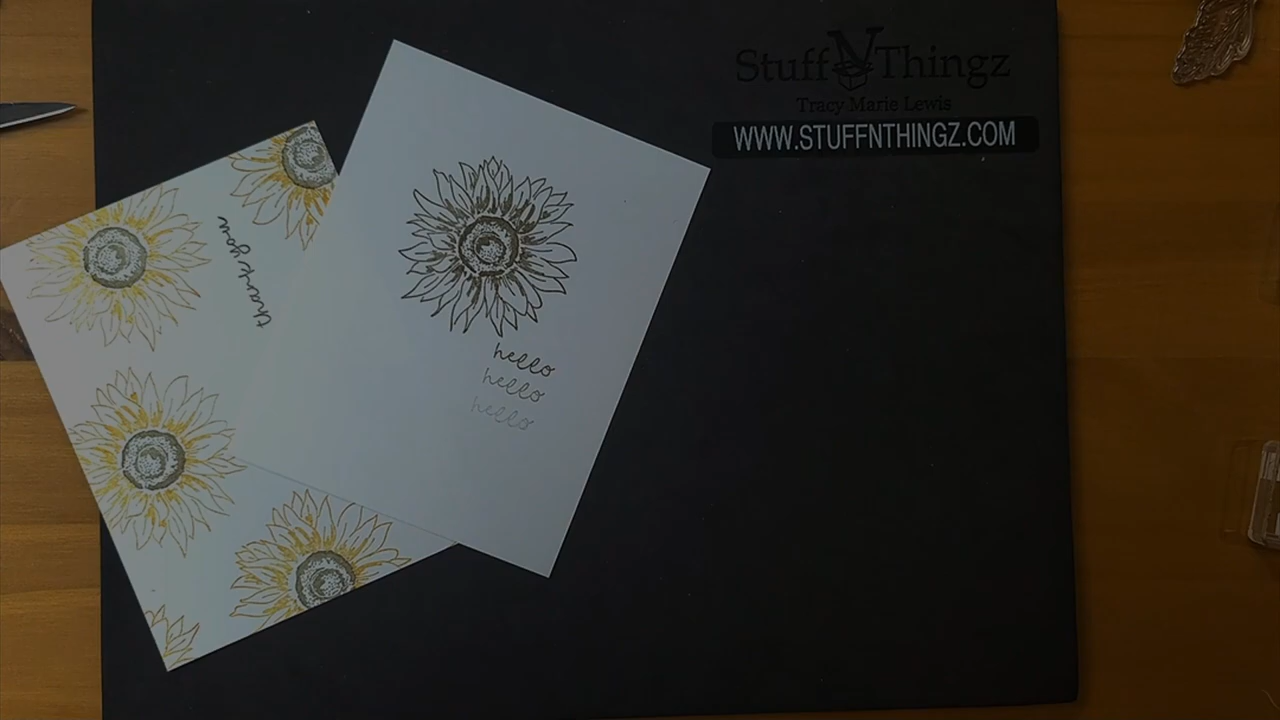 Stuff N Thingz
Tracy Marie Lewis
WWW.STUFFNTHINGZ.COM
thank you
hello
hello
hello